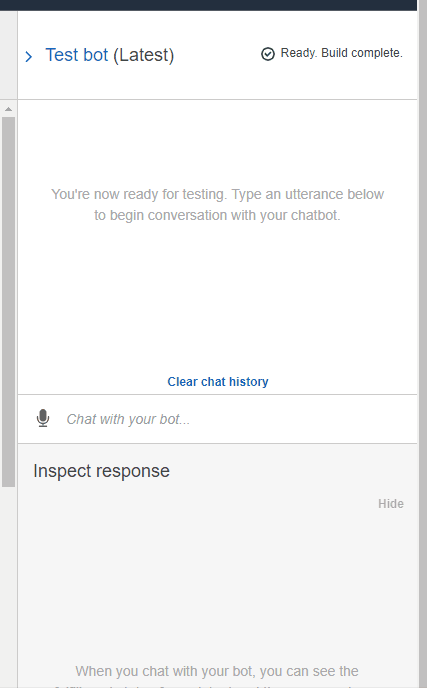 Test bot (Latest)
Ready. Build complete.
You're now ready for testing. Type an utterance below
to begin conversation with your chatbot.
Clear chat history
Chat with your bot...
Inspect response
Hide
When you chat with your bot, you can see the